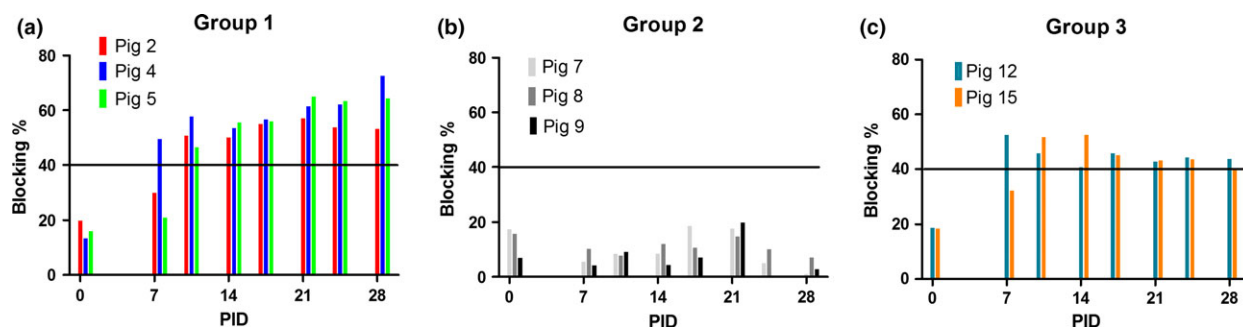 (a)
Group 1
Pig 2
Pig 4
Pig 5
Blocking %
80
60
40
20
0
0 7 14 21 28
PID
(b)
Group 2
Pig 7
Pig 8
Pig 9
Blocking %
80
60
40
20
0
0 7 14 21 28
PID
(c)
Group 3
Pig 12
Pig 15
Blocking %
80
60
40
20
0
0 7 14 21 28
PID